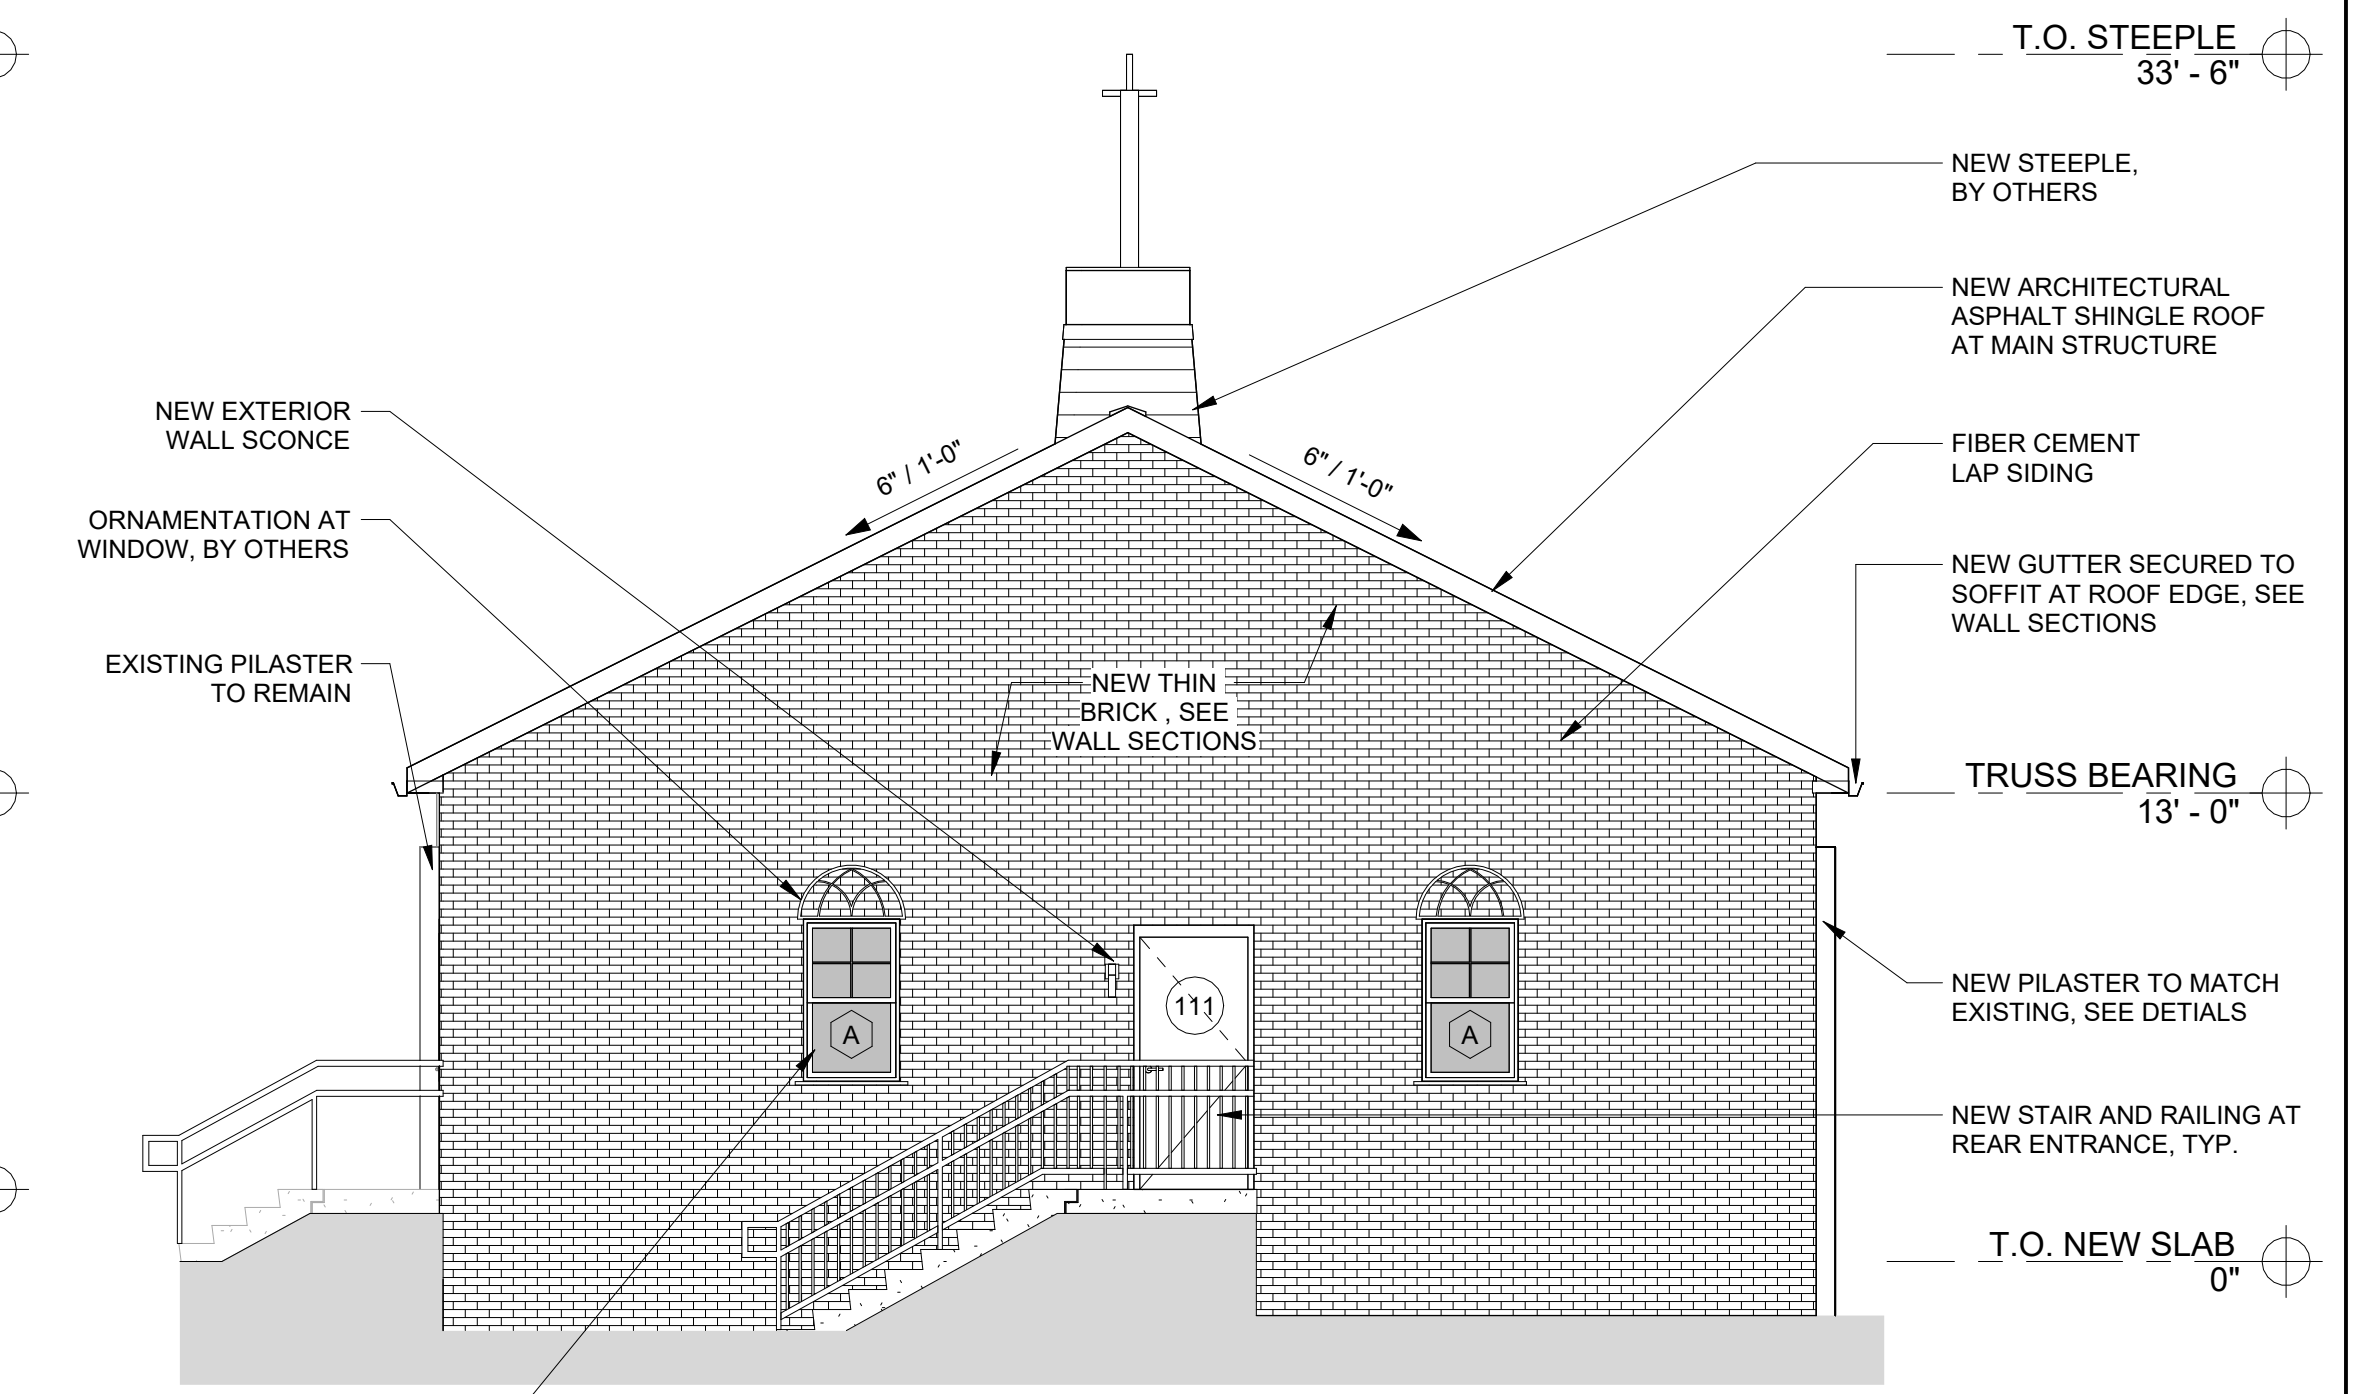 T.O. STEEPLE
33' - 6"
NEW STEEPLE,
BY OTHERS
NEW ARCHITECTURAL
ASPHALT SHINGLE ROOF
AT MAIN STRUCTURE
NEW EXTERIOR
WALL SCONCE
6" / 1'-0"
6" / 1'-0"
FIBER CEMENT
LAP SIDING
ORNAMENTATION AT
WINDOW, BY OTHERS
NEW GUTTER SECURED TO
SOFFIT AT ROOF EDGE, SEE
WALL SECTIONS
EXISTING PILASTER
TO REMAIN
NEW THIN
BRICK , SEE
WALL SECTIONS
TRUSS BEARING
13' - 0"
111
A
A
NEW PILASTER TO MATCH
EXISTING, SEE DETIALS
NEW STAIR AND RAILING AT
REAR ENTRANCE, TYP.
T.O. NEW SLAB
0"